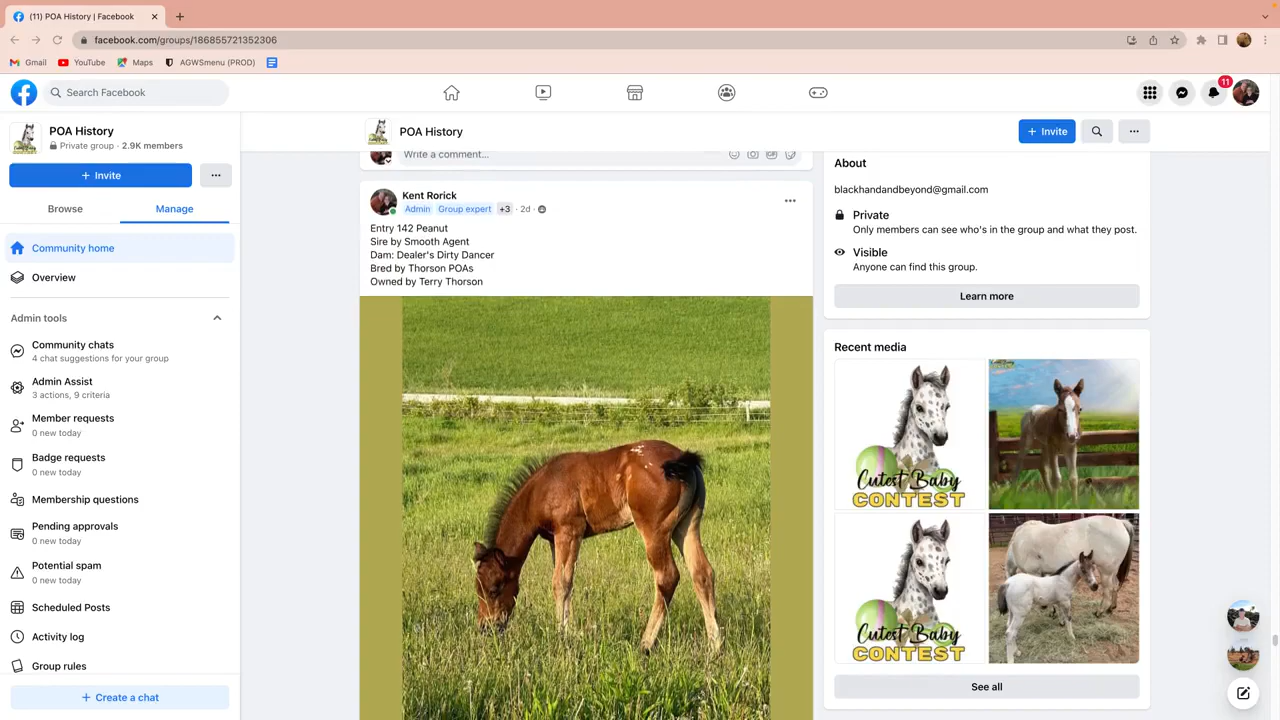 (11) POA History | Facebook
facebook.com/groups/186855721352306
Gmail
YouTube
Maps
AGWSmenu (PROD)
Search Facebook
11
POA History
Private group · 2.9K members
+ Invite
Browse
Manage
Community home
Overview
Admin tools
Community chats
4 chat suggestions for your group
Admin Assist
3 actions, 9 criteria
Member requests
0 new today
Badge requests
0 new today
Membership questions
Pending approvals
0 new today
Potential spam
0 new today
Scheduled Posts
Activity log
Group rules
+ Create a chat
POA History
+ Invite
Write a comment...
Kent Rorick
Admin Group expert +3 · 2d ·
Entry 142 Peanut
Sire by Smooth Agent
Dam: Dealer's Dirty Dancer
Bred by Thorson POAs
Owned by Terry Thorson
About
blackhandandbeyond@gmail.com
Private
Only members can see who's in the group and what they post.
Visible
Anyone can find this group.
Learn more
Recent media
Cutest Baby
CONTEST
Cutest Baby
CONTEST
See all